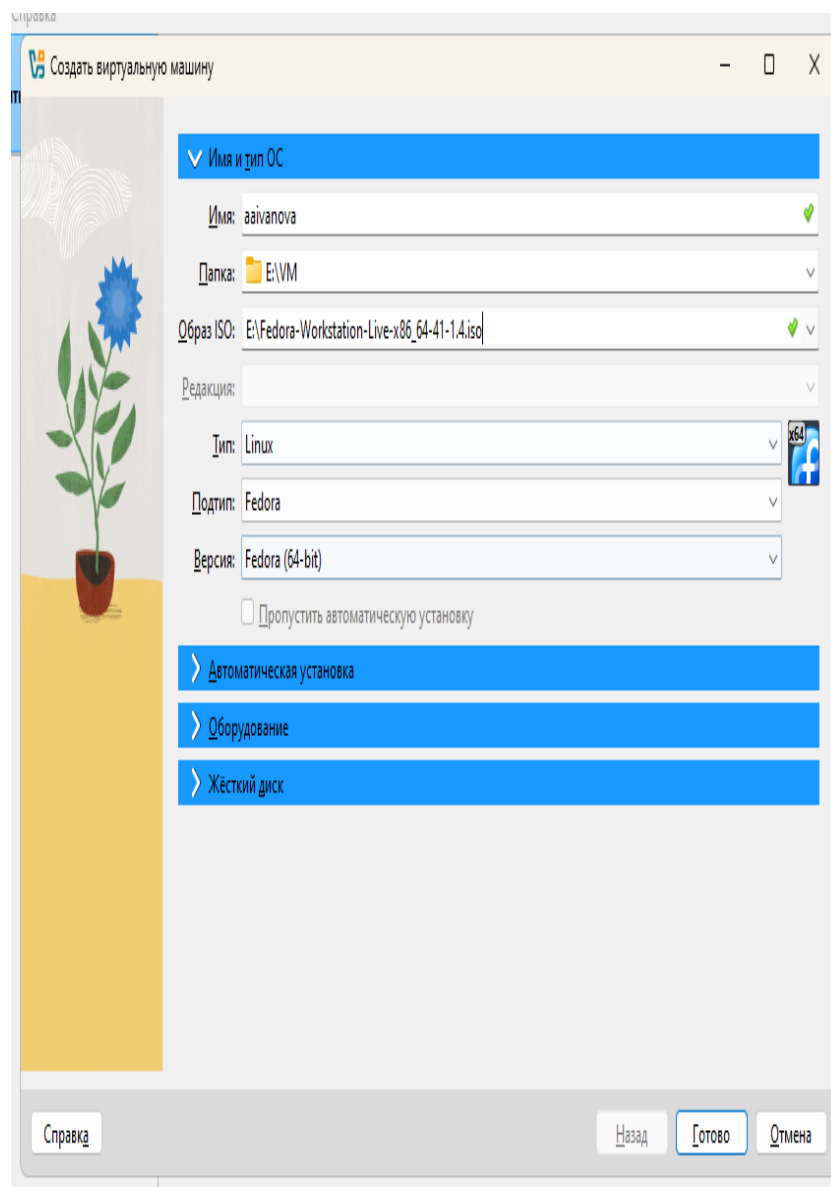 Справка
Создать виртуальную машину
Имя и тип ОС
Имя: aaivanova
Папка: E:\VM
Образ ISO: E:\Fedora-Workstation-Live-x86_64-41-1.4.iso
Редакция:
Тип: Linux
x64
Подтип: Fedora
Версия: Fedora (64-bit)
Пропустить автоматическую установку
Автоматическая установка
Оборудование
Жёсткий диск
Справка Назад Готово Отмена